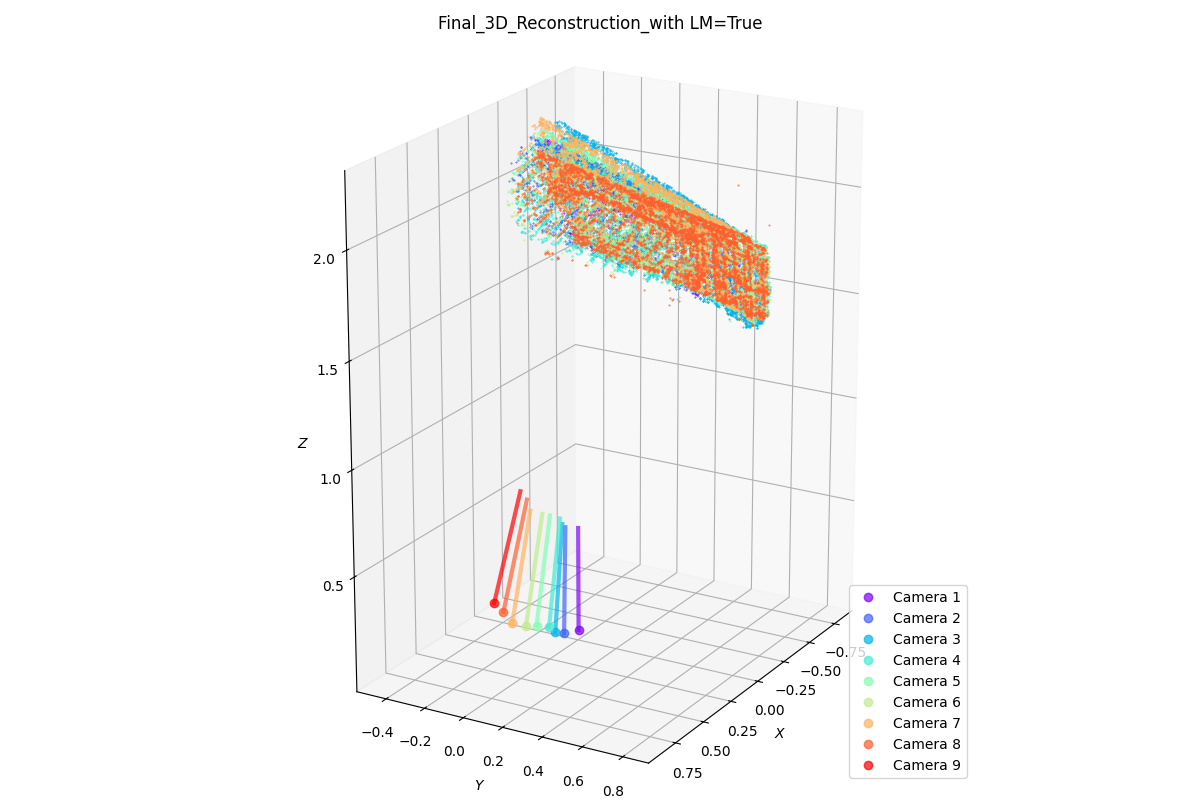 Final_3D_Reconstruction_with LM=True
2.0
1.5
1.0
0.5
Z
−0.4
−0.2
0.0
0.2
0.4
0.6
0.8
Y
−0.75
−0.50
−0.25
0.00
0.25
0.50
0.75
X
Camera 1
Camera 2
Camera 3
Camera 4
Camera 5
Camera 6
Camera 7
Camera 8
Camera 9